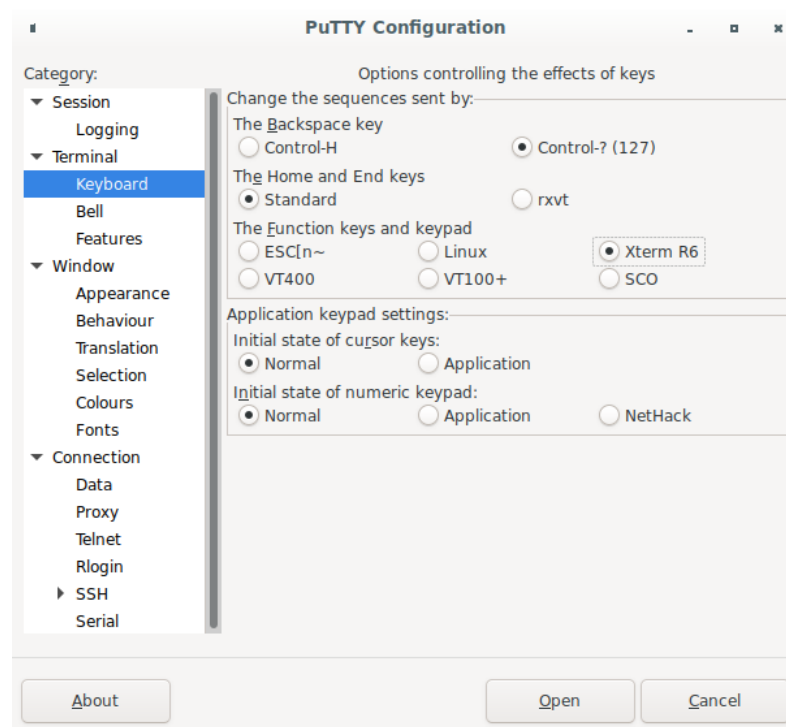 PuTTY Configuration
Category:
Options controlling the effects of keys
Session
Logging
Terminal
Keyboard
Bell
Features
Window
Appearance
Behaviour
Translation
Selection
Colours
Fonts
Connection
Data
Proxy
Telnet
Rlogin
SSH
Serial
Change the sequences sent by:
The Backspace key
Control-H Control-? (127)
The Home and End keys
Standard rxvt
The Function keys and keypad
ESC[n~ Linux Xterm R6
VT400 VT100+ SCO
Application keypad settings:
Initial state of cursor keys:
Normal Application
Initial state of numeric keypad:
Normal Application NetHack
About Open Cancel